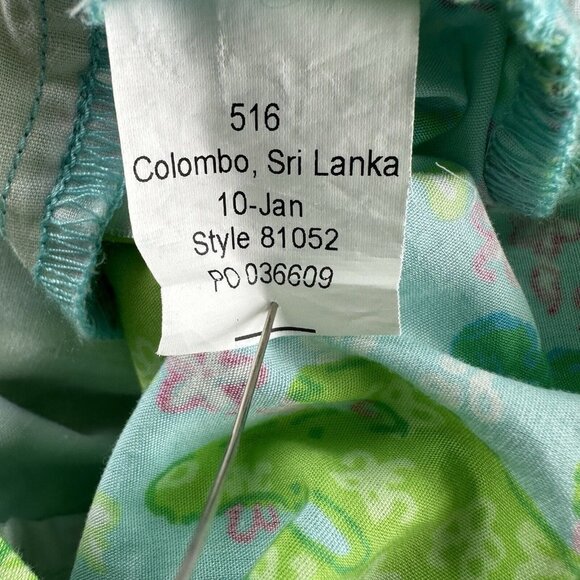 516
Colombo, Sri Lanka
10-Jan
Style 81052
PO 036609